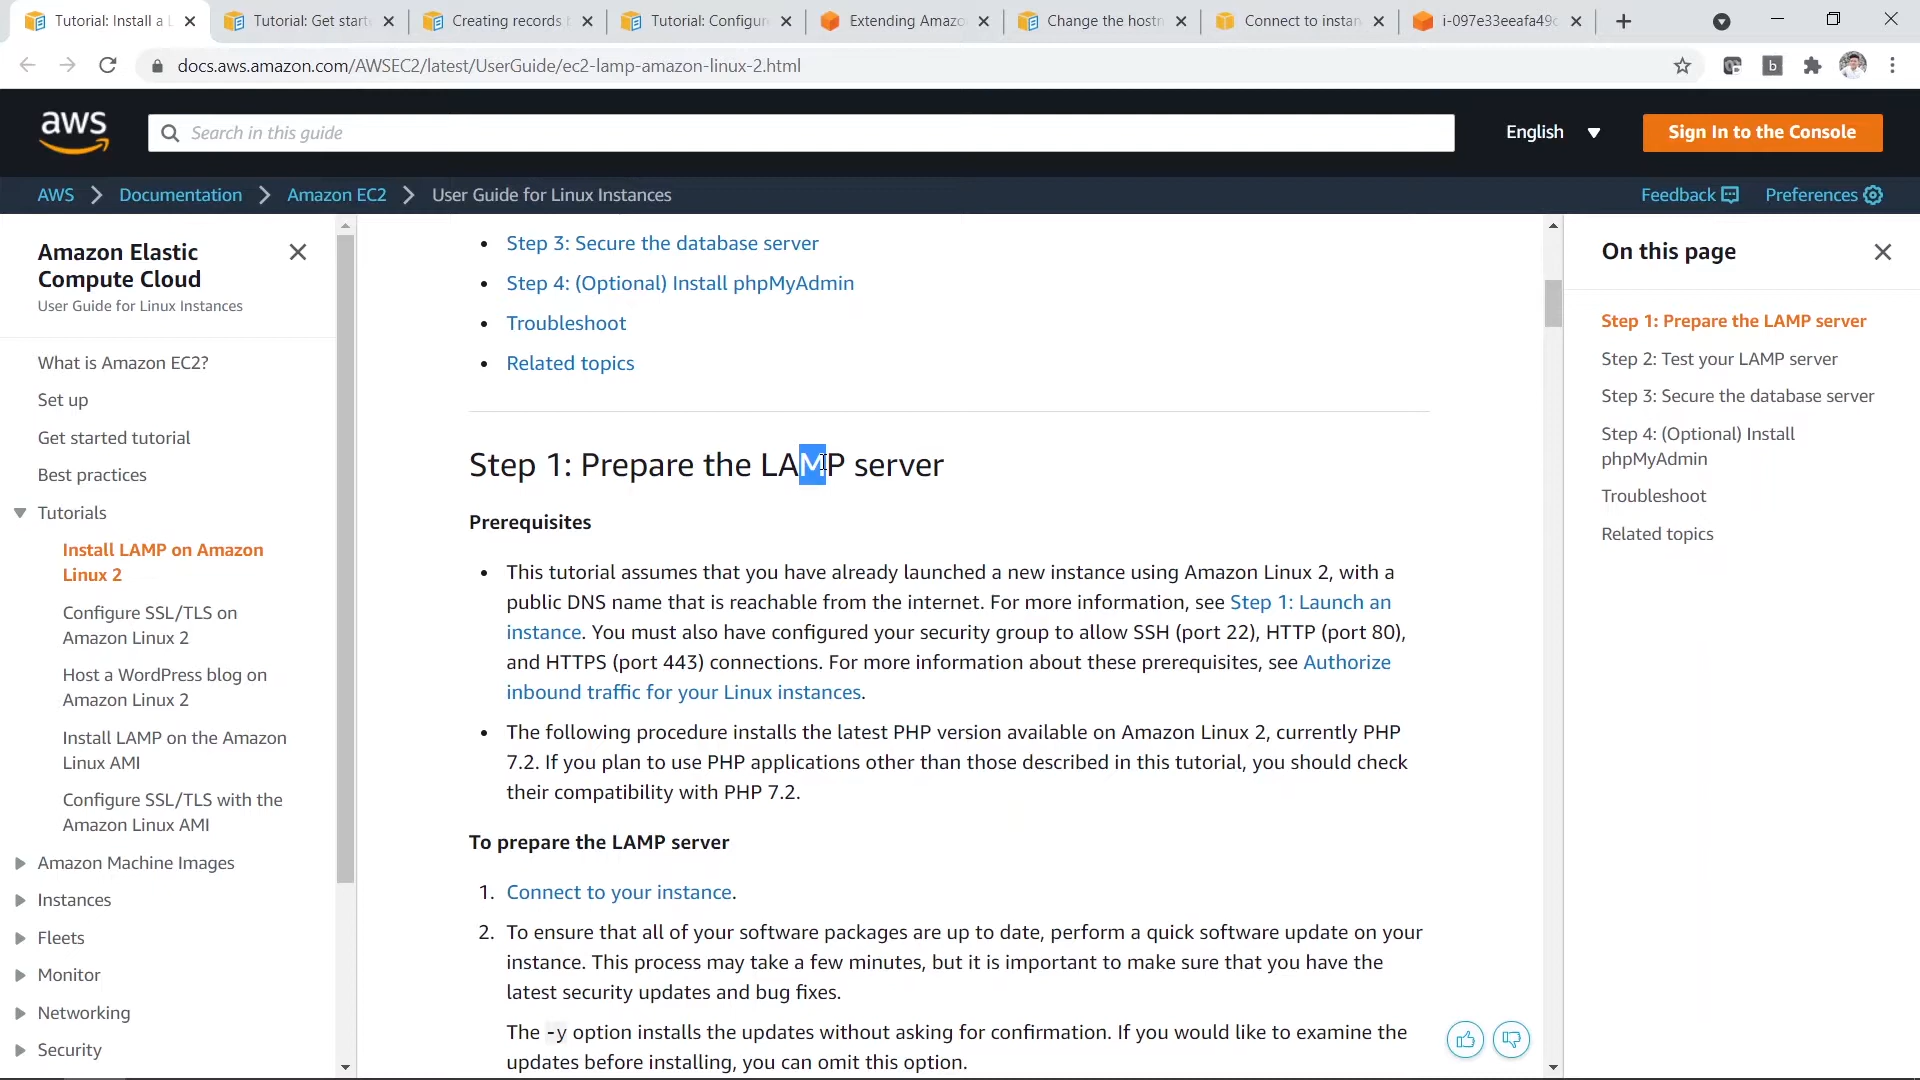 Tutorial: Install a L
Tutorial: Get starte
Creating records b
Tutorial: Configur
Extending Amazo
Change the hostn
Connect to instan
i-097e33eeafa49c
docs.aws.amazon.com/AWSEC2/latest/UserGuide/ec2-lamp-amazon-linux-2.html
b
aws
Search in this guide
English
Sign In to the Console
AWS
Documentation
Amazon EC2
User Guide for Linux Instances
Feedback
Preferences
Amazon Elastic
Compute Cloud
User Guide for Linux Instances
What is Amazon EC2?
Set up
Get started tutorial
Best practices
Tutorials
Install LAMP on Amazon
Linux 2
Configure SSL/TLS on
Amazon Linux 2
Host a WordPress blog on
Amazon Linux 2
Install LAMP on the Amazon
Linux AMI
Configure SSL/TLS with the
Amazon Linux AMI
Amazon Machine Images
Instances
Fleets
Monitor
Networking
Security
• Step 3: Secure the database server
• Step 4: (Optional) Install phpMyAdmin
• Troubleshoot
• Related topics
Step 1: Prepare the LAMP server
Prerequisites
• This tutorial assumes that you have already launched a new instance using Amazon Linux 2, with a
public DNS name that is reachable from the internet. For more information, see Step 1: Launch an
instance. You must also have configured your security group to allow SSH (port 22), HTTP (port 80),
and HTTPS (port 443) connections. For more information about these prerequisites, see Authorize
inbound traffic for your Linux instances.
• The following procedure installs the latest PHP version available on Amazon Linux 2, currently PHP
7.2. If you plan to use PHP applications other than those described in this tutorial, you should check
their compatibility with PHP 7.2.
To prepare the LAMP server
1. Connect to your instance.
2. To ensure that all of your software packages are up to date, perform a quick software update on your
instance. This process may take a few minutes, but it is important to make sure that you have the
latest security updates and bug fixes.
The -y option installs the updates without asking for confirmation. If you would like to examine the
updates before installing, you can omit this option.
On this page
Step 1: Prepare the LAMP server
Step 2: Test your LAMP server
Step 3: Secure the database server
Step 4: (Optional) Install
phpMyAdmin
Troubleshoot
Related topics